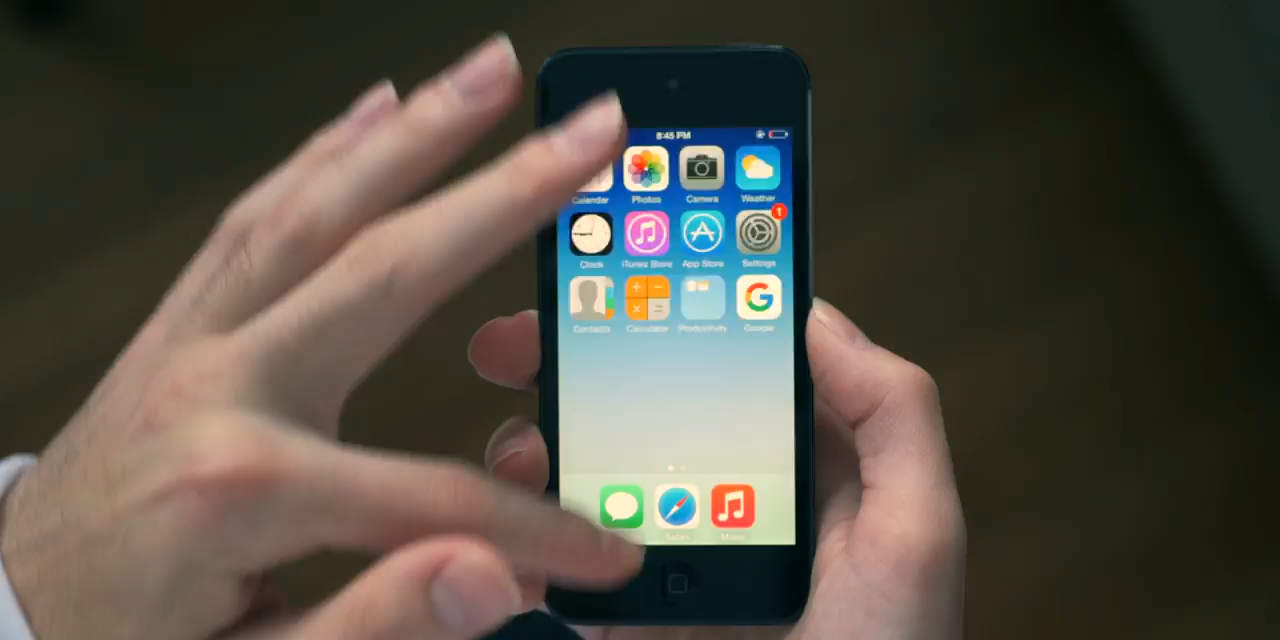 8:45 PM
Calendar Photos Camera Weather
1
Clock iTunes Store App Store Settings
Contacts Calculator Productivity Google
Safari Music